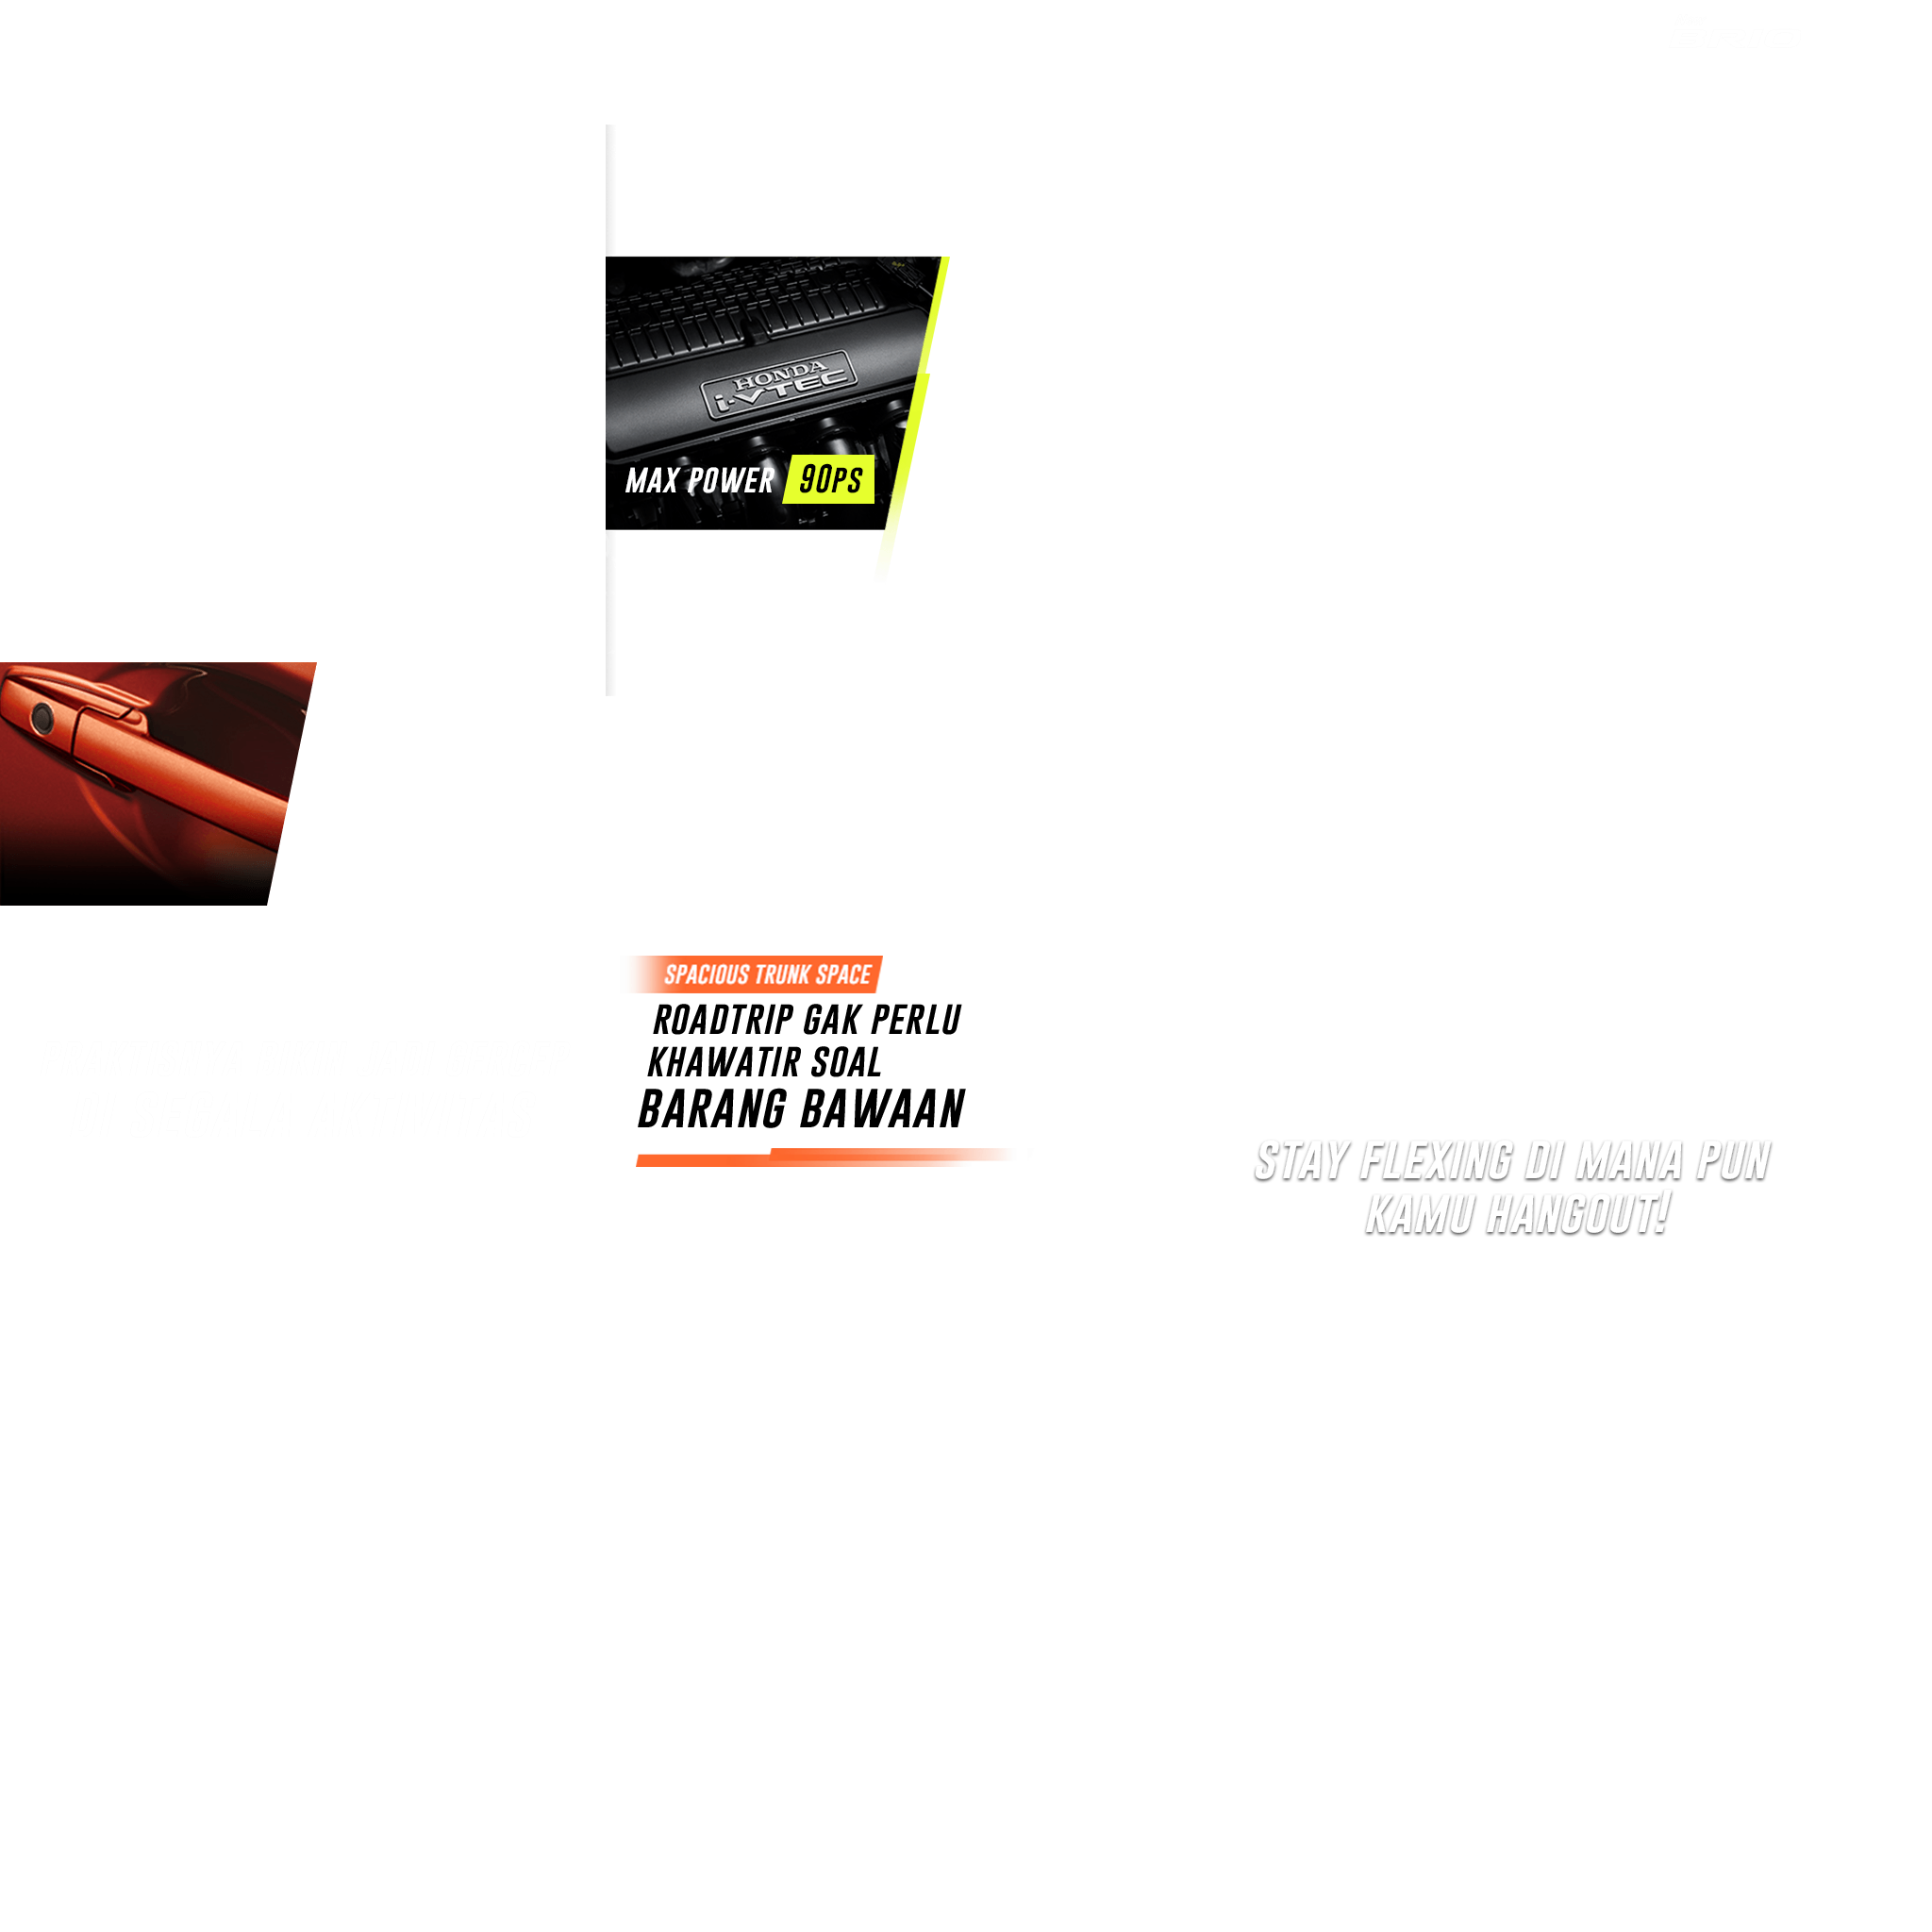 HONDA
i-VTEC
MAX POWER 90PS
SPACIOUS TRUNK SPACE
ROADTRIP GAK PERLU
KHAWATIR SOAL
BARANG BAWAAN
STAY FLEXING DI MANA PUN
KAMU HANGOUT!